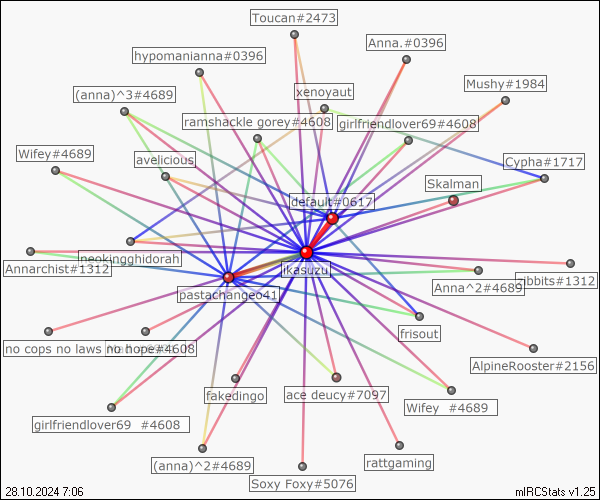 Toucan#2473
Anna.#0396
hypomanianna#0396
Mushy#1984
(anna)^3#4689
xenoyaut
ramshackle gorey#4608
girlfriendlover69#4608
Wifey#4689
avelicious
Cypha#1717
Skalman
default#0617
neokingghidorah
ikasuzu
Annarchist#1312
ribbits#1312
Anna^2#4689
pastachangeo41
frisout
no cops no laws no hope#4608
AlpineRooster#2156
fakedingo
ace deucy#7097
Wifey #4689
girlfriendlover69 #4608
(anna)^2#4689
rattgaming
Soxy Foxy#5076
28.10.2024 7:06
mIRCStats v1.25